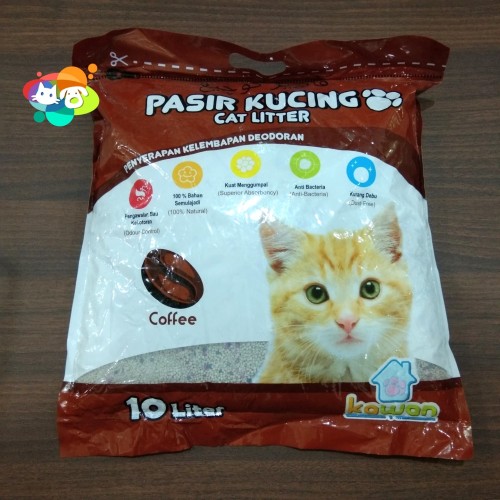 PASIR KUCING
CAT LITTER
PENYERAPAN KELEMBAPAN DEODORAN
Pengawalan Bau
(Odour Control)
100 % Bahan
Semulajadi
(100% Natural)
Kuat Menggumpal
(Superior Absorbency)
Anti Bacteria
(Anti-Bacteria)
Kurang Debu
(Dust Free)
Coffee
10 Liter
kawan